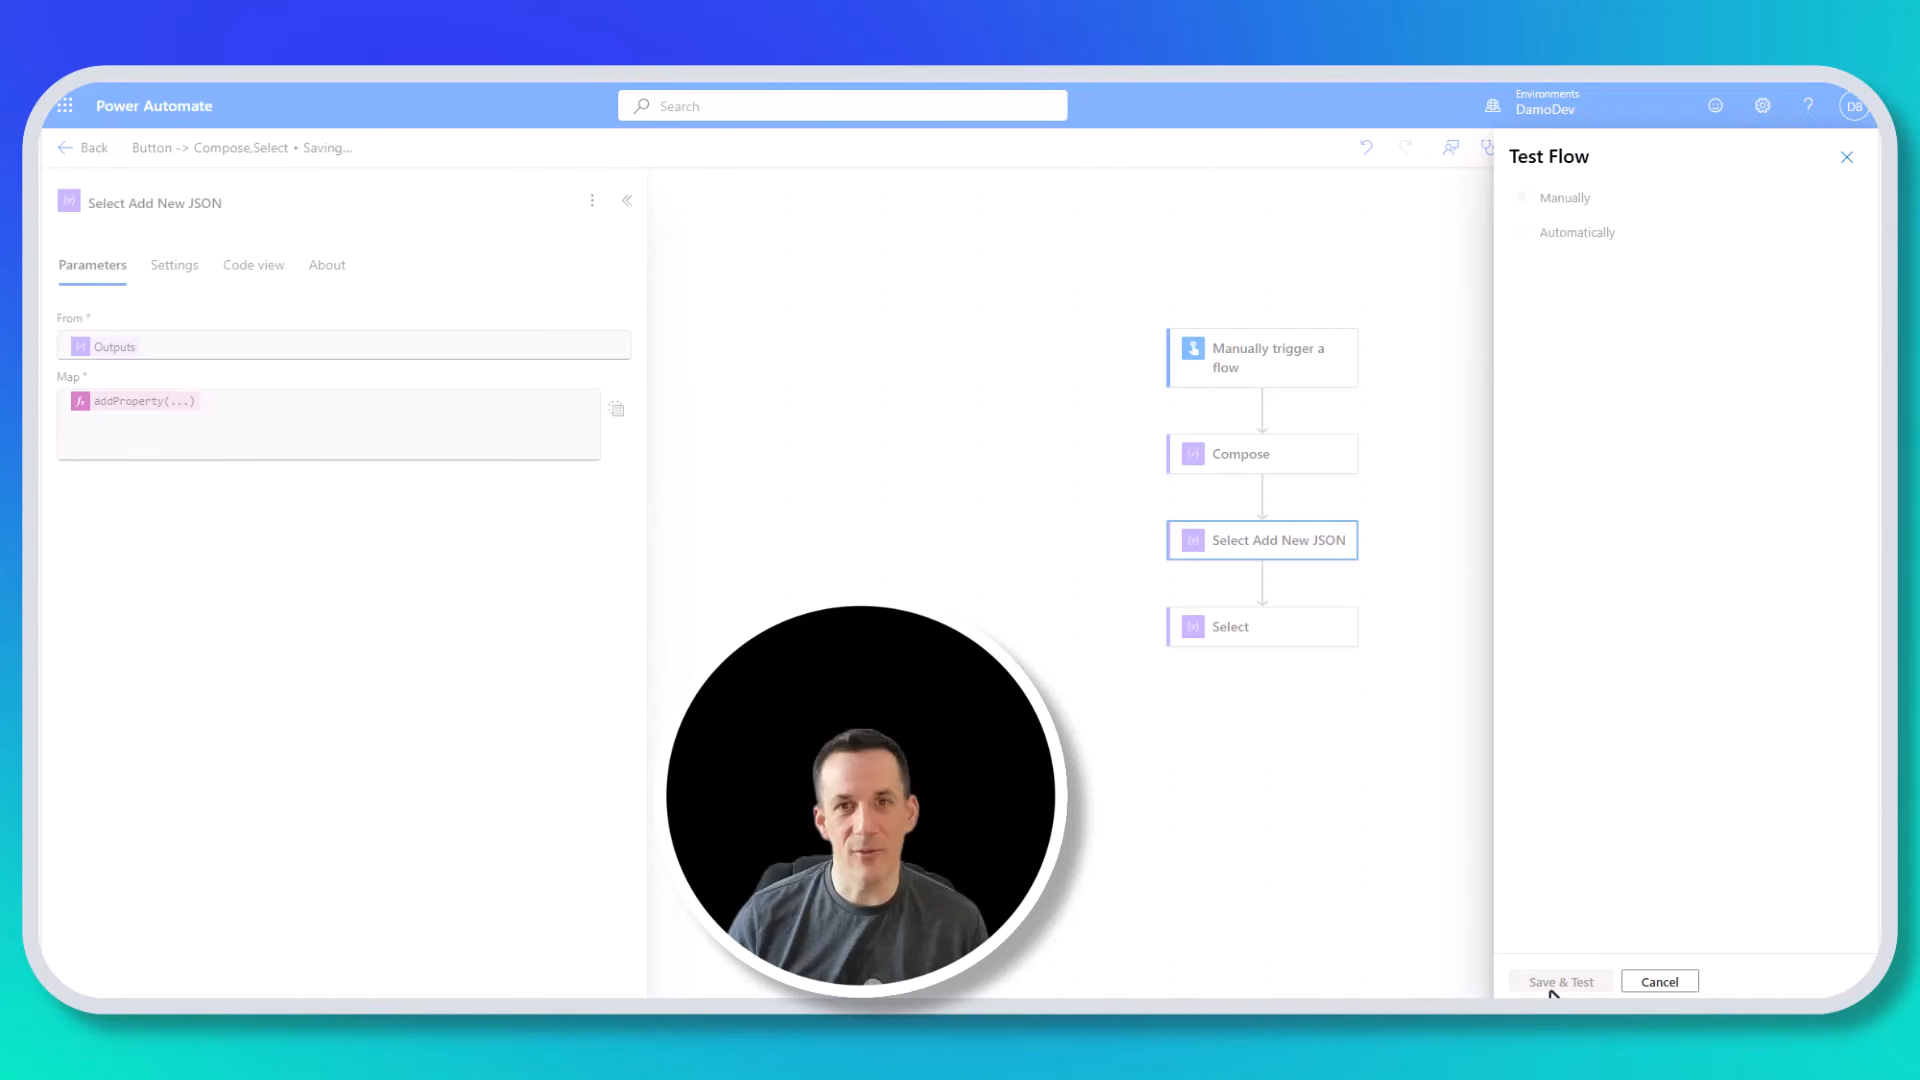 Power Automate
Search
Environments
DamoDev
DB
Back
Button -> Compose,Select • Saving...
Test Flow
Manually
Automatically
Select Add New JSON
Parameters
Settings
Code view
About
From *
Outputs
Map *
fx addProperty(...)
Manually trigger a
flow
Compose
Select Add New JSON
Select
Save & Test
Cancel